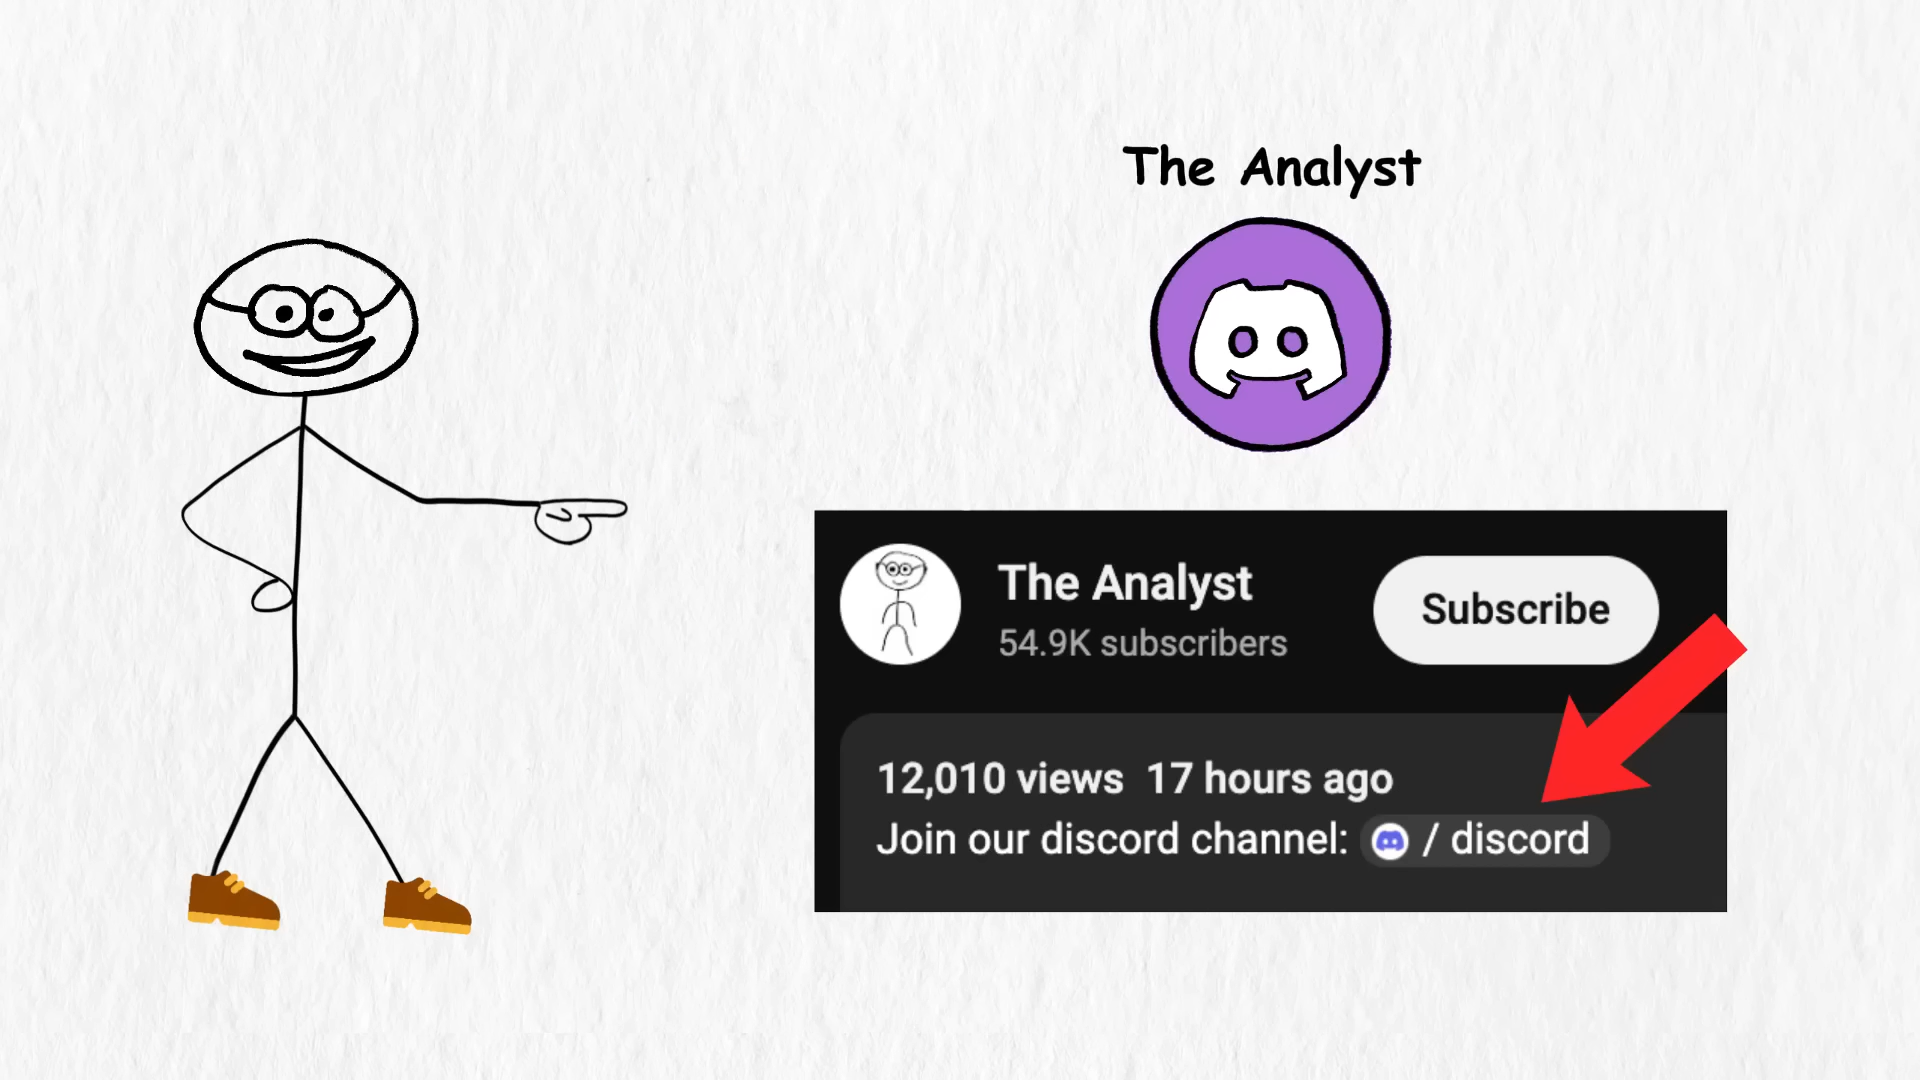 The Analyst
The Analyst
54.9K subscribers
Subscribe
12,010 views 17 hours ago
Join our discord channel: / discord